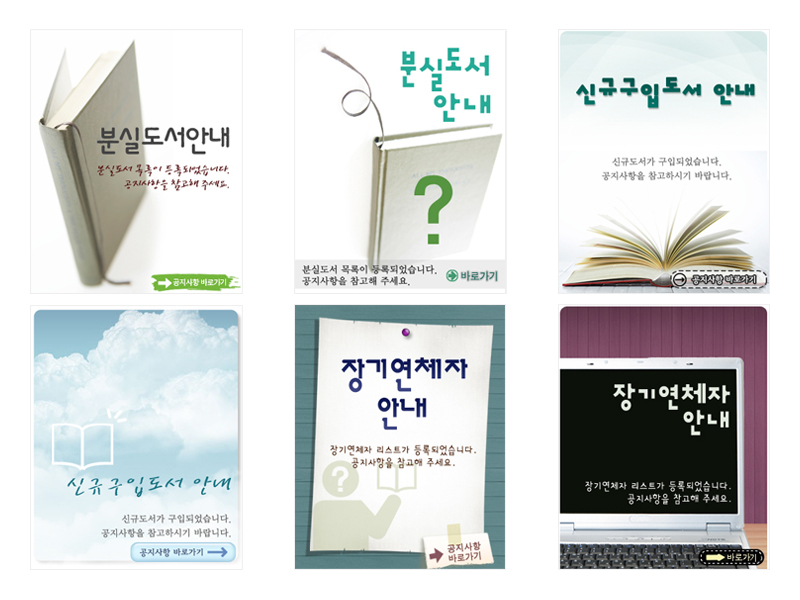 분실도서안내
분실도서 목록이 등록되었습니다.
공지사항을 참고해 주세요.
공지사항 바로가기
분실도서
안내
?
분실도서 목록이 등록되었습니다.
공지사항을 참고해 주세요.
바로가기
신규구입도서 안내
신규도서가 구입되었습니다.
공지사항을 참고하시기 바랍니다.
공지사항 바로가기
신규구입도서 안내
신규도서가 구입되었습니다.
공지사항을 참고하시기 바랍니다.
공지사항 바로가기
장기연체자
안내
장기연체자 리스트가 등록되었습니다.
공지사항을 참고해 주세요.
?
공지사항
바로가기
장기연체자
안내
장기연체자 리스트가 등록되었습니다.
공지사항을 참고해 주세요.
바로가기